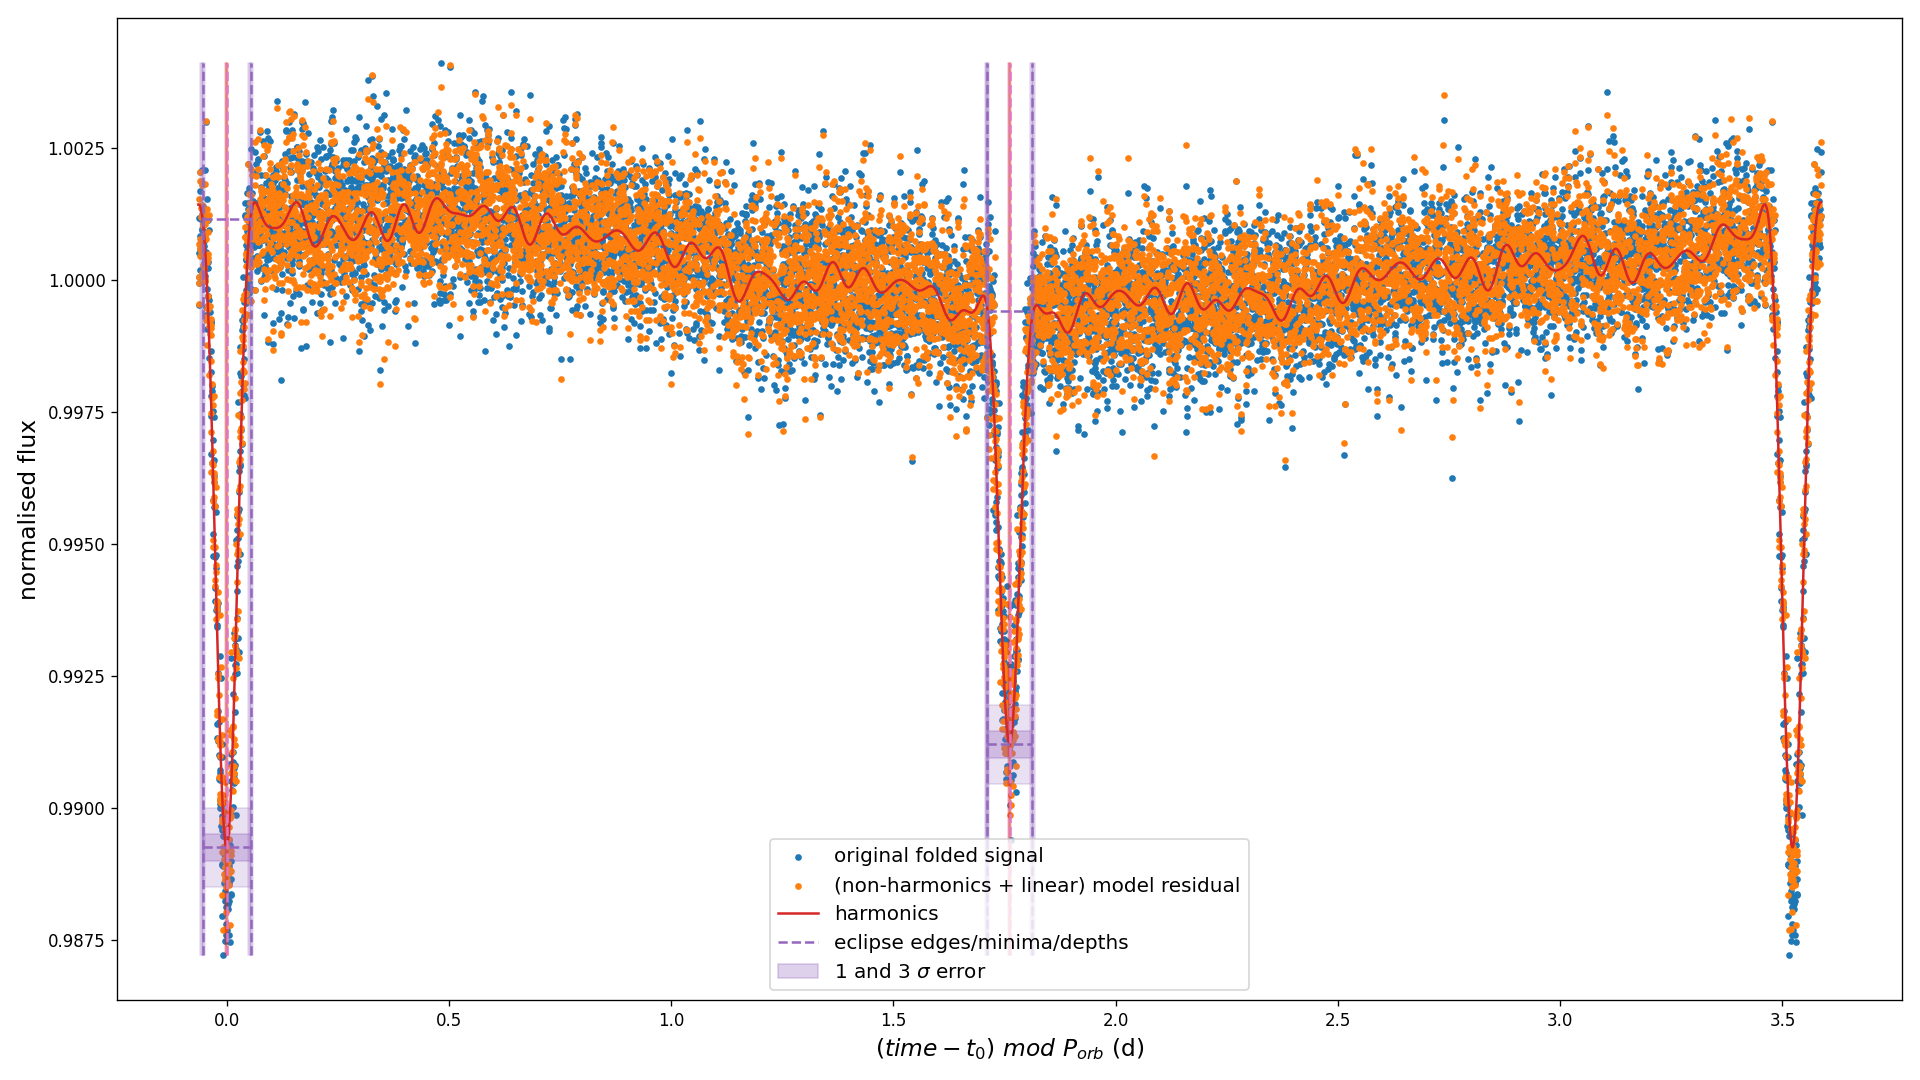 normalised flux
1.0025
1.0000
0.9975
0.9950
0.9925
0.9900
0.9875
original folded signal
(non-harmonics + linear) model residual
harmonics
eclipse edges/minima/depths
1 and 3 σ error
0.0 0.5 1.0 1.5 2.0 2.5 3.0 3.5
(time − t₀) mod Pₒᵣb (d)